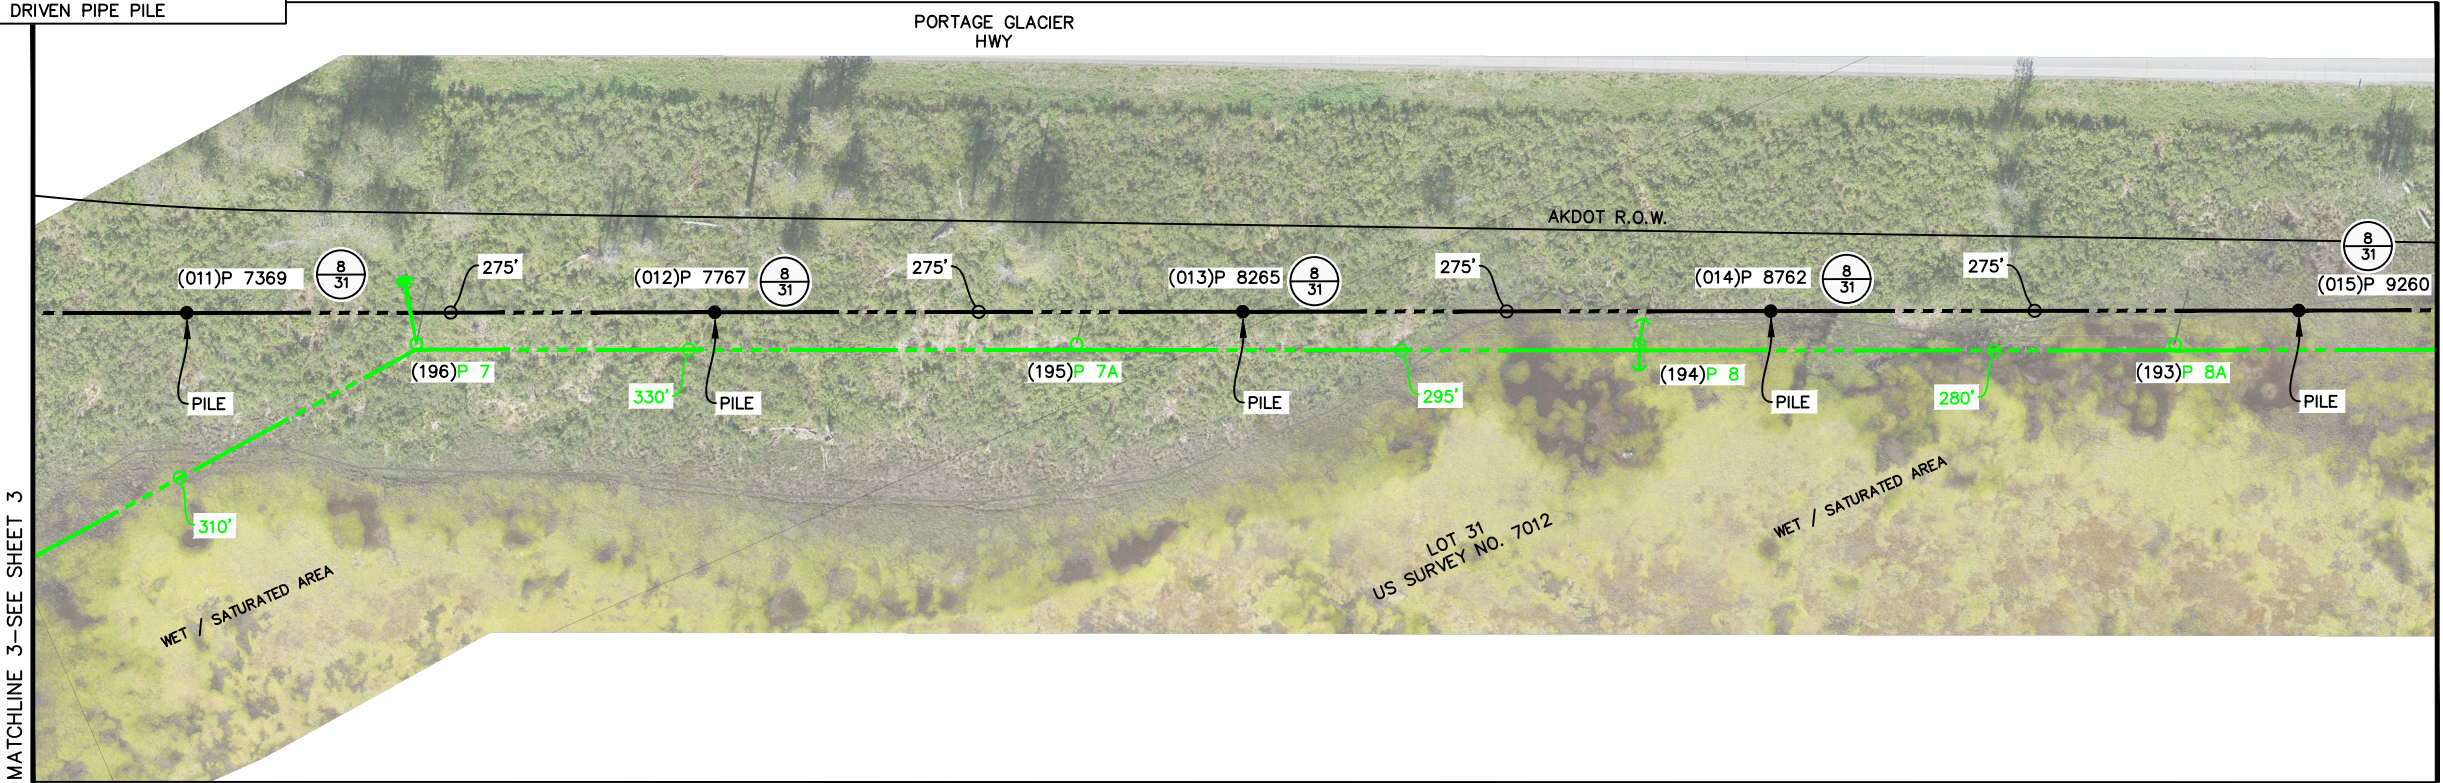 DRIVEN PIPE PILE
PORTAGE GLACIER
HWY
AKDOT R.O.W.
(011)P 7369
8
31
275'
(012)P 7767
8
31
275'
(013)P 8265
8
31
275'
(014)P 8762
8
31
275'
8
31
(015)P 9260
(196)P 7
330'
(195)P 7A
295'
(194)P 8
280'
(193)P 8A
PILE
PILE
PILE
PILE
PILE
310'
WET / SATURATED AREA
LOT 31
US SURVEY NO. 7012
WET / SATURATED AREA
MATCHLINE 3-SEE SHEET 3